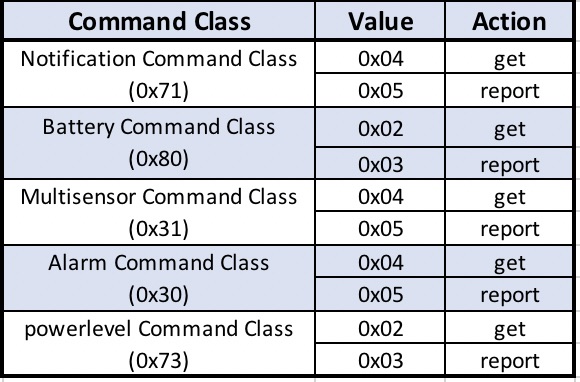 Command Class Value Action
Notification Command Class 0x04 get
(0x71) 0x05 report
Battery Command Class 0x02 get
(0x80) 0x03 report
Multisensor Command Class 0x04 get
(0x31) 0x05 report
Alarm Command Class 0x04 get
(0x30) 0x05 report
powerlevel Command Class 0x02 get
(0x73) 0x03 report